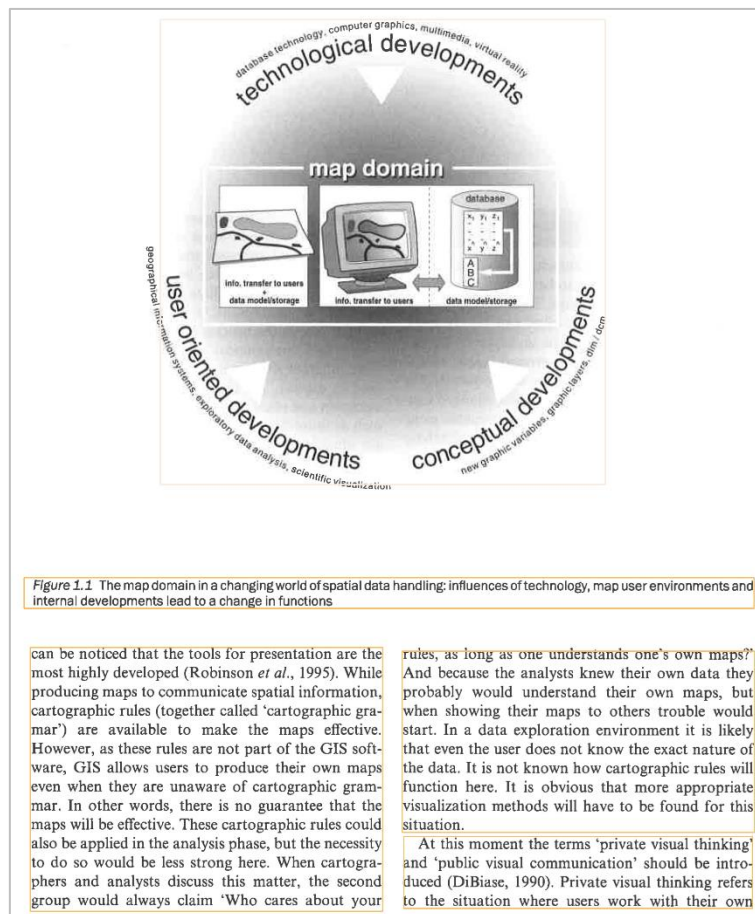 database technology, computer graphics, multimedia, virtual reality
technological developments
map domain
info. transfer to users
+
data model/storage
info. transfer to users
database
x₁ y₁ z₁
x y z
A
B
C
data model/storage
user oriented developments
geographical information systems, exploratory data analysis, scientific visualization
conceptual developments
new graphic variables, graphic layers, dlm / dcm
Figure 1.1 The map domain in a changing world of spatial data handling: influences of technology, map user environments and
internal developments lead to a change in functions
can be noticed that the tools for presentation are the
most highly developed (Robinson et al., 1995). While
producing maps to communicate spatial information,
cartographic rules (together called ‘cartographic gra-
mar’) are available to make the maps effective.
However, as these rules are not part of the GIS soft-
ware, GIS allows users to produce their own maps
even when they are unaware of cartographic gram-
mar. In other words, there is no guarantee that the
maps will be effective. These cartographic rules could
also be applied in the analysis phase, but the necessity
to do so would be less strong here. When cartogra-
phers and analysts discuss this matter, the second
group would always claim ‘Who cares about your
rules, as long as one understands one’s own maps?’
And because the analysts knew their own data they
probably would understand their own maps, but
when showing their maps to others trouble would
start. In a data exploration environment it is likely
that even the user does not know the exact nature of
the data. It is not known how cartographic rules will
function here. It is obvious that more appropriate
visualization methods will have to be found for this
situation.
At this moment the terms ‘private visual thinking’
and ‘public visual communication’ should be intro-
duced (DiBiase, 1990). Private visual thinking refers
to the situation where users work with their own